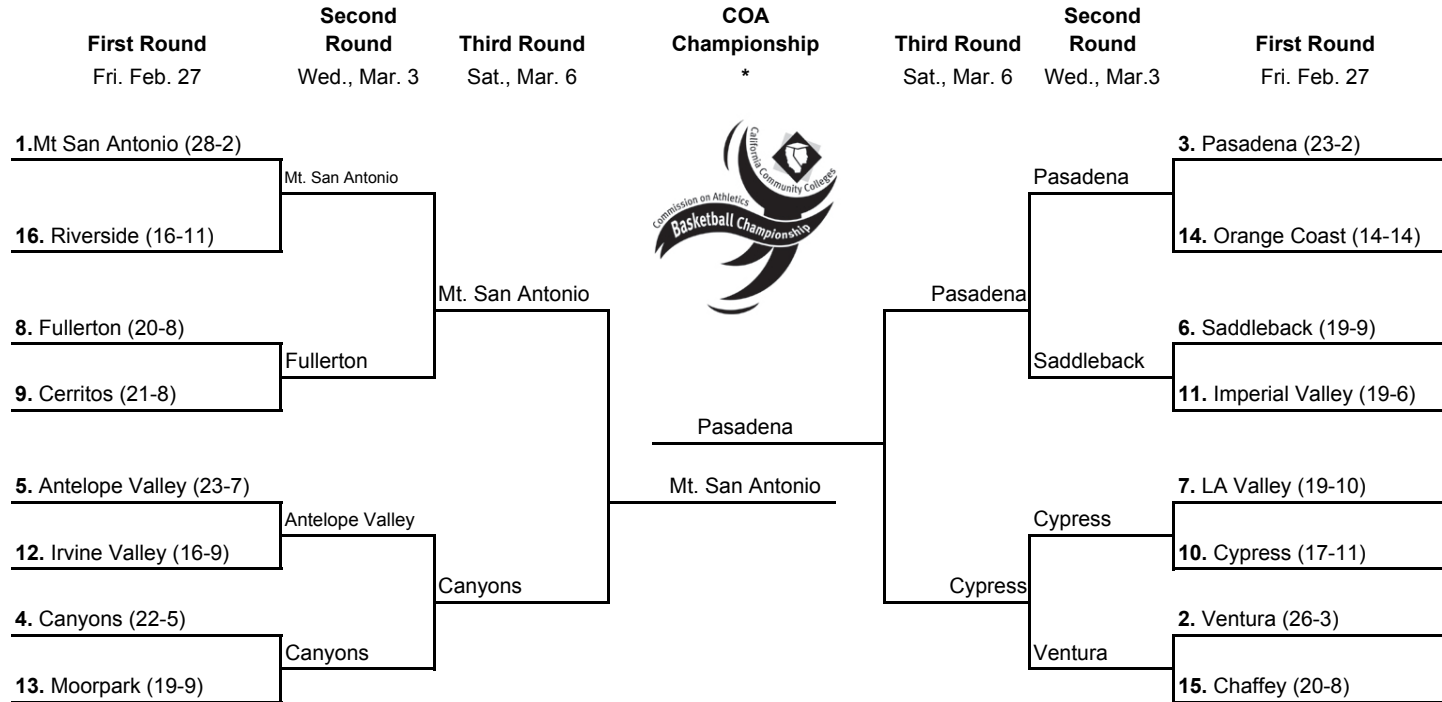 First Round
Second
Round
Third Round
COA
Championship
Third Round
Second
Round
First Round
Fri. Feb. 27
Wed., Mar. 3
Sat., Mar. 6
*
Sat., Mar. 6
Wed., Mar.3
Fri. Feb. 27
California Community Colleges
Commission on Athletics
Basketball Championship
1.Mt San Antonio (28-2)
Mt. San Antonio
16. Riverside (16-11)
Mt. San Antonio
8. Fullerton (20-8)
Fullerton
9. Cerritos (21-8)
5. Antelope Valley (23-7)
Antelope Valley
12. Irvine Valley (16-9)
Canyons
4. Canyons (22-5)
Canyons
13. Moorpark (19-9)
Pasadena
Mt. San Antonio
3. Pasadena (23-2)
Pasadena
14. Orange Coast (14-14)
Pasadena
6. Saddleback (19-9)
Saddleback
11. Imperial Valley (19-6)
7. LA Valley (19-10)
Cypress
10. Cypress (17-11)
Cypress
2. Ventura (26-3)
Ventura
15. Chaffey (20-8)